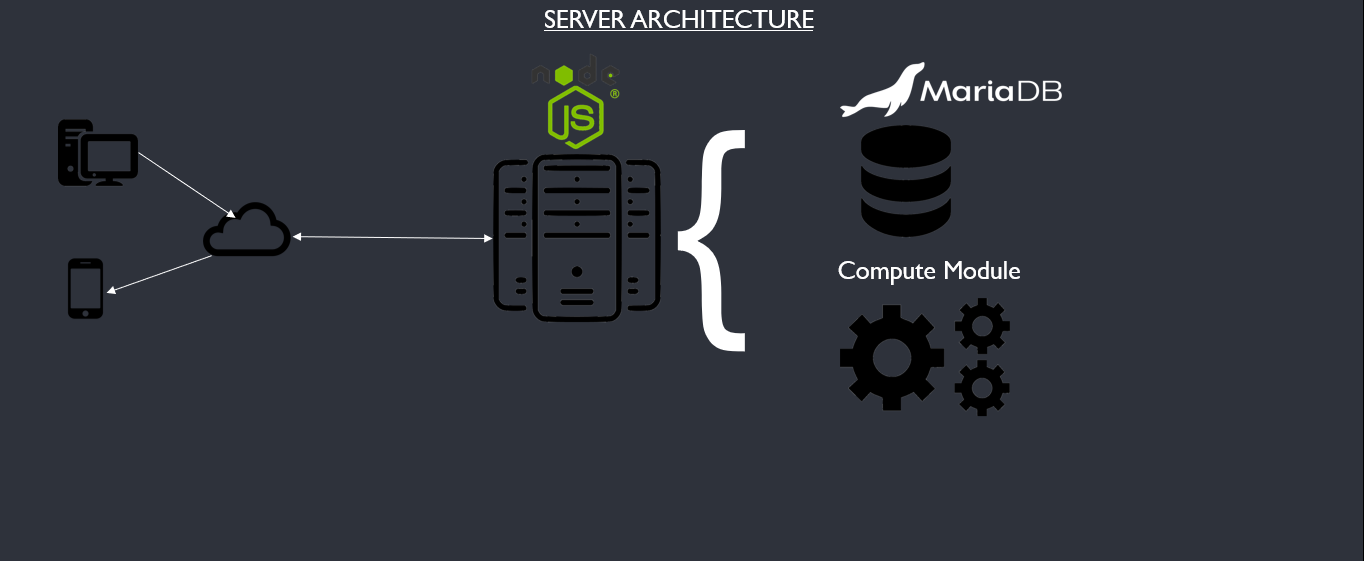 SERVER ARCHITECTURE
node
JS
®
MariaDB
Compute Module